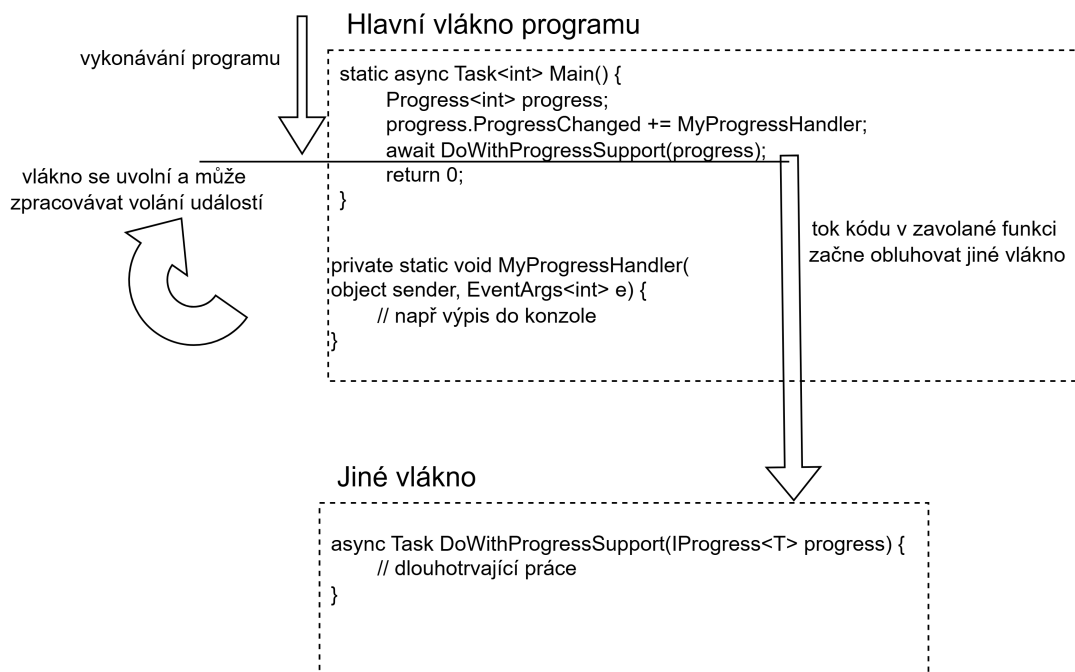 Hlavní vlákno programu
vykonávání programu
static async Task<int> Main() {
Progress<int> progress;
progress.ProgressChanged += MyProgressHandler;
await DoWithProgressSupport(progress);
return 0;
}
vlákno se uvolní a může
zpracovávat volání událostí
tok kódu v zavolané funkci
začne obluhovat jiné vlákno
private static void MyProgressHandler(
object sender, EventArgs<int> e) {
// např výpis do konzole
}
Jiné vlákno
async Task DoWithProgressSupport(IProgress<T> progress) {
// dlouhotrvající práce
}